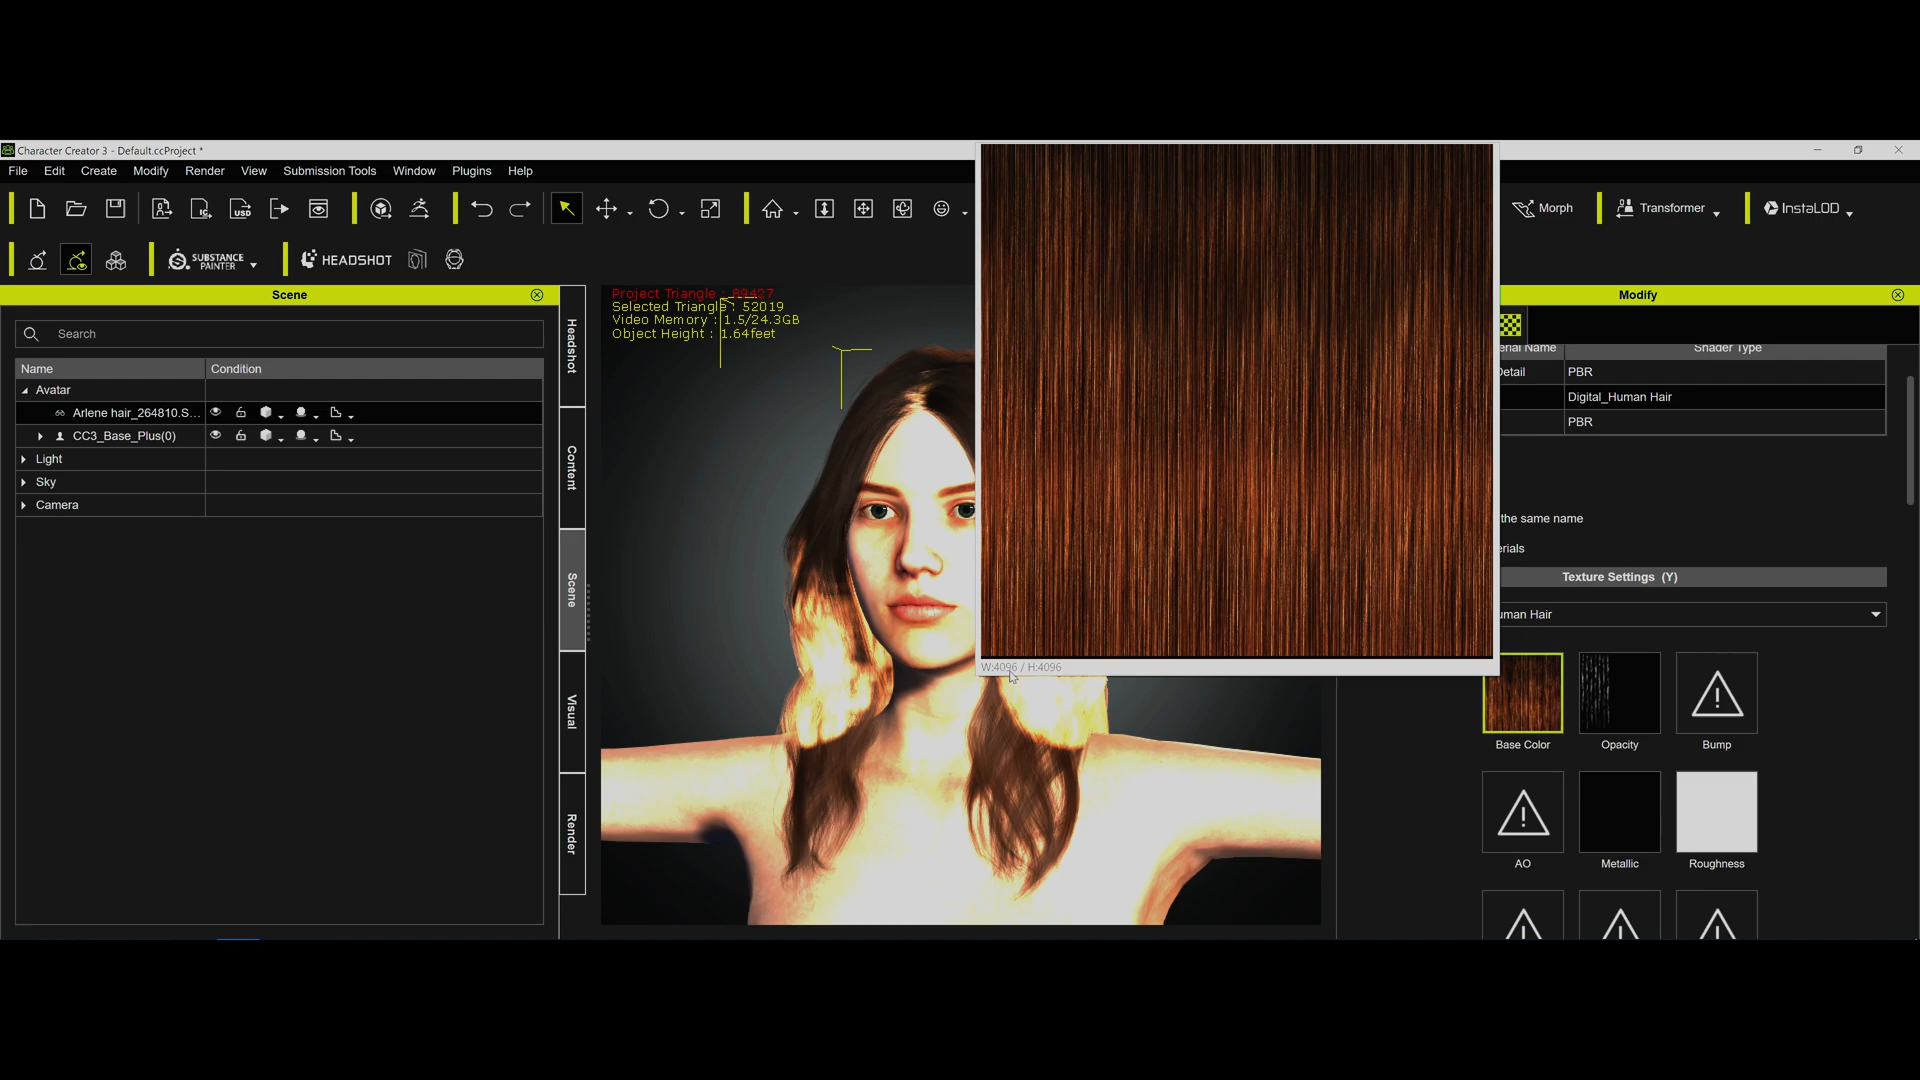 Character Creator 3 - Default.ccProject *
File Edit Create Modify Render View Submission Tools Window Plugins Help
IC USD
Morph Transformer InstaLOD
SUBSTANCE PAINTER HEADSHOT
Scene
Search
Name Condition
Avatar
Arlene hair_264810.S...
CC3_Base_Plus(0)
Light
Sky
Camera
Headshot
Content
Scene
Visual
Render
Project Triangle : 89427
Selected Triangle : 52019
Video Memory : 1.5/24.3GB
Object Height : 1.64feet
W:4096 / H:4096
Modify
erial Name Shader Type
Detail PBR
Digital_Human Hair
PBR
the same name
erials
Texture Settings (Y)
uman Hair
Base Color Opacity Bump
AO Metallic Roughness